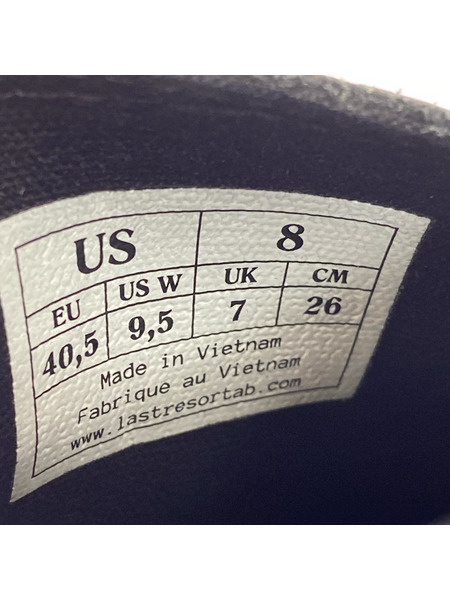 US 8
EU US W UK CM
40,5 9,5 7 26
Made in Vietnam
Fabrique au Vietnam
www.lastresortab.com